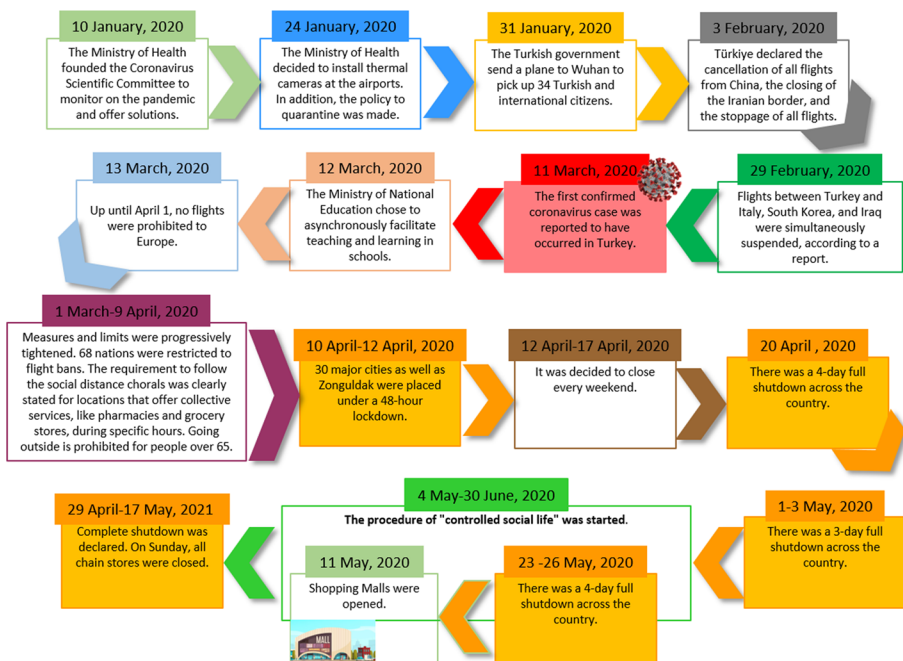 10 January, 2020
The Ministry of Health
founded the Coronavirus
Scientific Committee to
monitor on the pandemic
and offer solutions.
24 January, 2020
The Ministry of Health
decided to install thermal
cameras at the airports.
In addition, the policy to
quarantine was made.
31 January, 2020
The Turkish government
send a plane to Wuhan to
pick up 34 Turkish and
international citizens.
3 February, 2020
Türkiye declared the
cancellation of all flights
from China, the closing of
the Iranian border, and
the stoppage of all flights.
29 February, 2020
Flights between Turkey and
Italy, South Korea, and Iraq
were simultaneously
suspended, according to a
report.
11 March, 2020
The first confirmed
coronavirus case was
reported to have
occurred in Turkey.
12 March, 2020
The Ministry of National
Education chose to
asynchronously facilitate
teaching and learning in
schools.
13 March, 2020
Up until April 1, no flights
were prohibited to
Europe.
1 March-9 April, 2020
Measures and limits were progressively
tightened. 68 nations were restricted to
flight bans. The requirement to follow
the social distance chorals was clearly
stated for locations that offer collective
services, like pharmacies and grocery
stores, during specific hours. Going
outside is prohibited for people over 65.
10 April-12 April, 2020
30 major cities as well as
Zonguldak were placed
under a 48-hour
lockdown.
12 April-17 April, 2020
It was decided to close
every weekend.
20 April , 2020
There was a 4-day full
shutdown across the
country.
1-3 May, 2020
There was a 3-day full
shutdown across the
country.
4 May-30 June, 2020
The procedure of "controlled social life" was started.
23 -26 May, 2020
There was a 4-day full
shutdown across the
country.
11 May, 2020
Shopping Malls were
opened.
MALL
29 April-17 May, 2021
Complete shutdown was
declared. On Sunday, all
chain stores were closed.